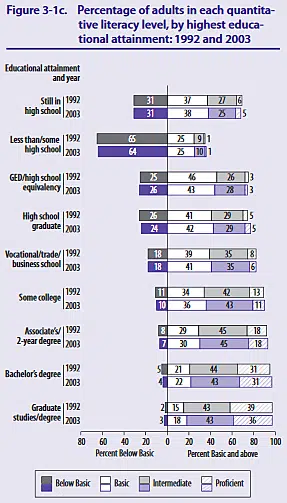 Figure 3-1c. Percentage of adults in each quantita-
tive literacy level, by highest educa-
tional attainment: 1992 and 2003
Educational attainment
and year
Still in
high school
1992 31 37 27 6
2003 31 38 25 5
Less than/some
high school
1992 65 25 9 1
2003 64 25 10 1
GED/high school
equivalency
1992 25 46 26 3
2003 26 43 28 3
High school
graduate
1992 26 41 29 5
2003 24 42 29 5
Vocational/trade/
business school
1992 18 39 35 8
2003 18 41 35 6
Some college
1992 11 34 42 13
2003 10 36 43 11
Associate's/
2-year degree
1992 8 29 45 18
2003 7 30 45 18
Bachelor's degree
1992 5 21 44 31
2003 4 22 43 31
Graduate
studies/degree
1992 2 15 43 39
2003 3 18 43 36
80 60 40 20 0 20 40 60 80 100
Percent Below Basic Percent Basic and above
Below Basic Basic Intermediate Proficient